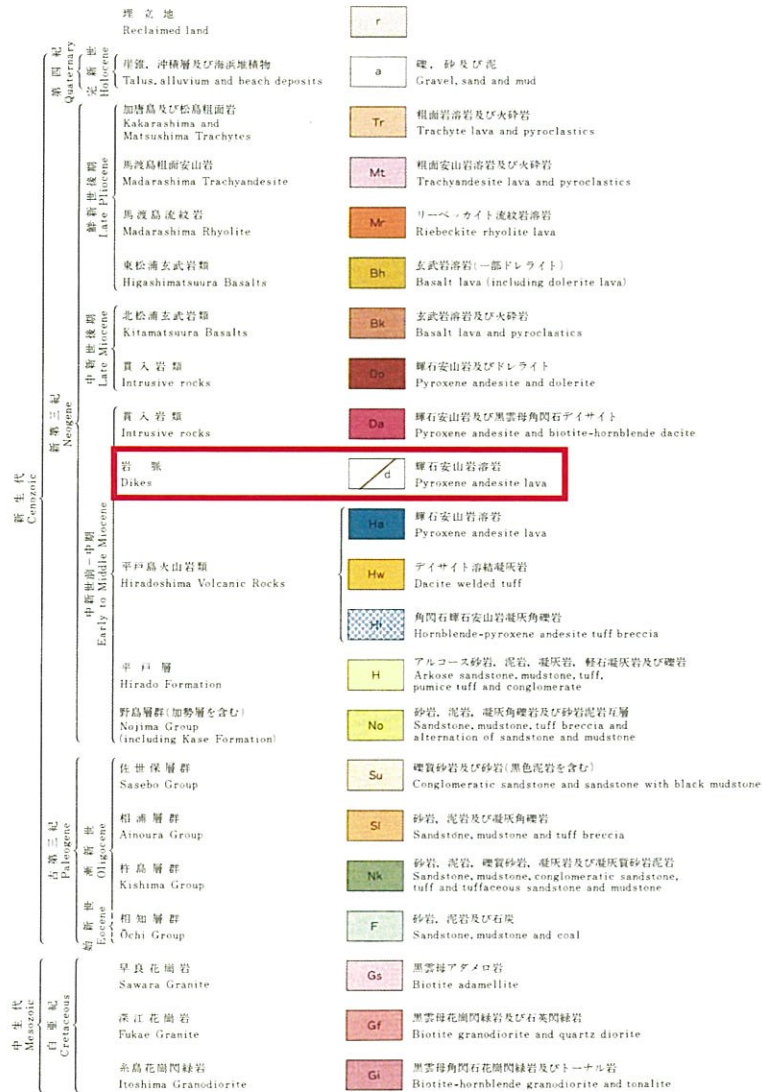 埋立地
Reclaimed land
r
第四紀
Quaternary
完新世
Holocene
崖錐、沖積層及び海浜堆積物
Talus, alluvium and beach deposits
a
礫、砂及び泥
Gravel, sand and mud
新生代
Cenozoic
新第三紀
Neogene
鮮新世後期
Late Pliocene
加唐島及び松島粗面岩
Kakarashima and
Matsushima Trachytes
Tr
粗面岩溶岩及び火砕岩
Trachyte lava and pyroclastics
馬渡島粗面安山岩
Madarashima Trachyandesite
Mt
粗面安山岩溶岩及び火砕岩
Trachyandesite lava and pyroclastics
馬渡島流紋岩
Madarashima Rhyolite
Mr
リーベッカイト流紋岩溶岩
Riebeckite rhyolite lava
東松浦玄武岩類
Higashimatsuura Basalts
Bh
玄武岩溶岩(一部ドレライト)
Basalt lava (including dolerite lava)
中新世後期
Late Miocene
北松浦玄武岩類
Kitamatsuura Basalts
Bk
玄武岩溶岩及び火砕岩
Basalt lava and pyroclastics
貫入岩類
Intrusive rocks
Do
輝石安山岩及びドレライト
Pyroxene andesite and dolerite
中新世前-中期
Early to Middle Miocene
貫入岩類
Intrusive rocks
Da
輝石安山岩及び黒雲母角閃石デイサイト
Pyroxene andesite and biotite-hornblende dacite
岩脈
Dikes
d
輝石安山岩溶岩
Pyroxene andesite lava
平戸島火山岩類
Hiradoshima Volcanic Rocks
Ha
輝石安山岩溶岩
Pyroxene andesite lava
Hw
デイサイト溶結凝灰岩
Dacite welded tuff
Ht
角閃石輝石安山岩凝灰角礫岩
Hornblende-pyroxene andesite tuff breccia
平戸層
Hirado Formation
H
アルコース砂岩、泥岩、凝灰岩、軽石凝灰岩及び礫岩
Arkose sandstone, mudstone, tuff,
pumice tuff and conglomerate
野島層群(加勢層を含む)
Nojima Group
(including Kase Formation)
No
砂岩、泥岩、凝灰角礫岩及び砂岩泥岩互層
Sandstone, mudstone, tuff breccia and
alternation of sandstone and mudstone
古第三紀
Paleogene
漸新世
Oligocene
佐世保層群
Sasebo Group
Su
礫質砂岩及び砂岩(黒色泥岩を含む)
Conglomeratic sandstone and sandstone with black mudstone
相浦層群
Ainoura Group
Sl
砂岩、泥岩及び凝灰角礫岩
Sandstone, mudstone and tuff breccia
杵島層群
Kishima Group
Nk
砂岩、泥岩、礫質砂岩、凝灰岩及び凝灰質砂岩泥岩
Sandstone, mudstone, conglomeratic sandstone,
tuff and tuffaceous sandstone and mudstone
始新世
Eocene
相知層群
Ōchi Group
F
砂岩、泥岩及び石炭
Sandstone, mudstone and coal
中生代
Mesozoic
白亜紀
Cretaceous
早良花崗岩
Sawara Granite
Gs
黒雲母アダメロ岩
Biotite adamellite
深江花崗岩
Fukae Granite
Gf
黒雲母花崗閃緑岩及び石英閃緑岩
Biotite granodiorite and quartz diorite
糸島花崗閃緑岩
Itoshima Granodiorite
Gi
黒雲母角閃石花崗閃緑岩及びトーナル岩
Biotite-hornblende granodiorite and tonalite